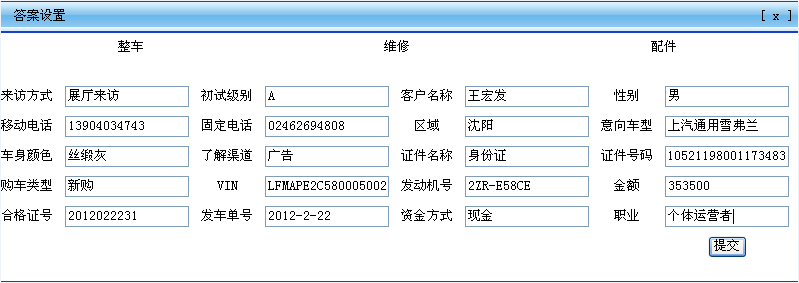 答案设置 [ x ]
整车 维修 配件
来访方式 展厅来访 初试级别 A 客户名称 王宏发 性别 男
移动电话 13904034743 固定电话 02462694808 区域 沈阳 意向车型 上汽通用雪弗兰
车身颜色 丝缎灰 了解渠道 广告 证件名称 身份证 证件号码 10521198001173483
购车类型 新购 VIN LFMAPE2C580005002 发动机号 2ZR-E58CE 金额 353500
合格证号 2012022231 发车单号 2012-2-22 资金方式 现金 职业 个体运营者
提交